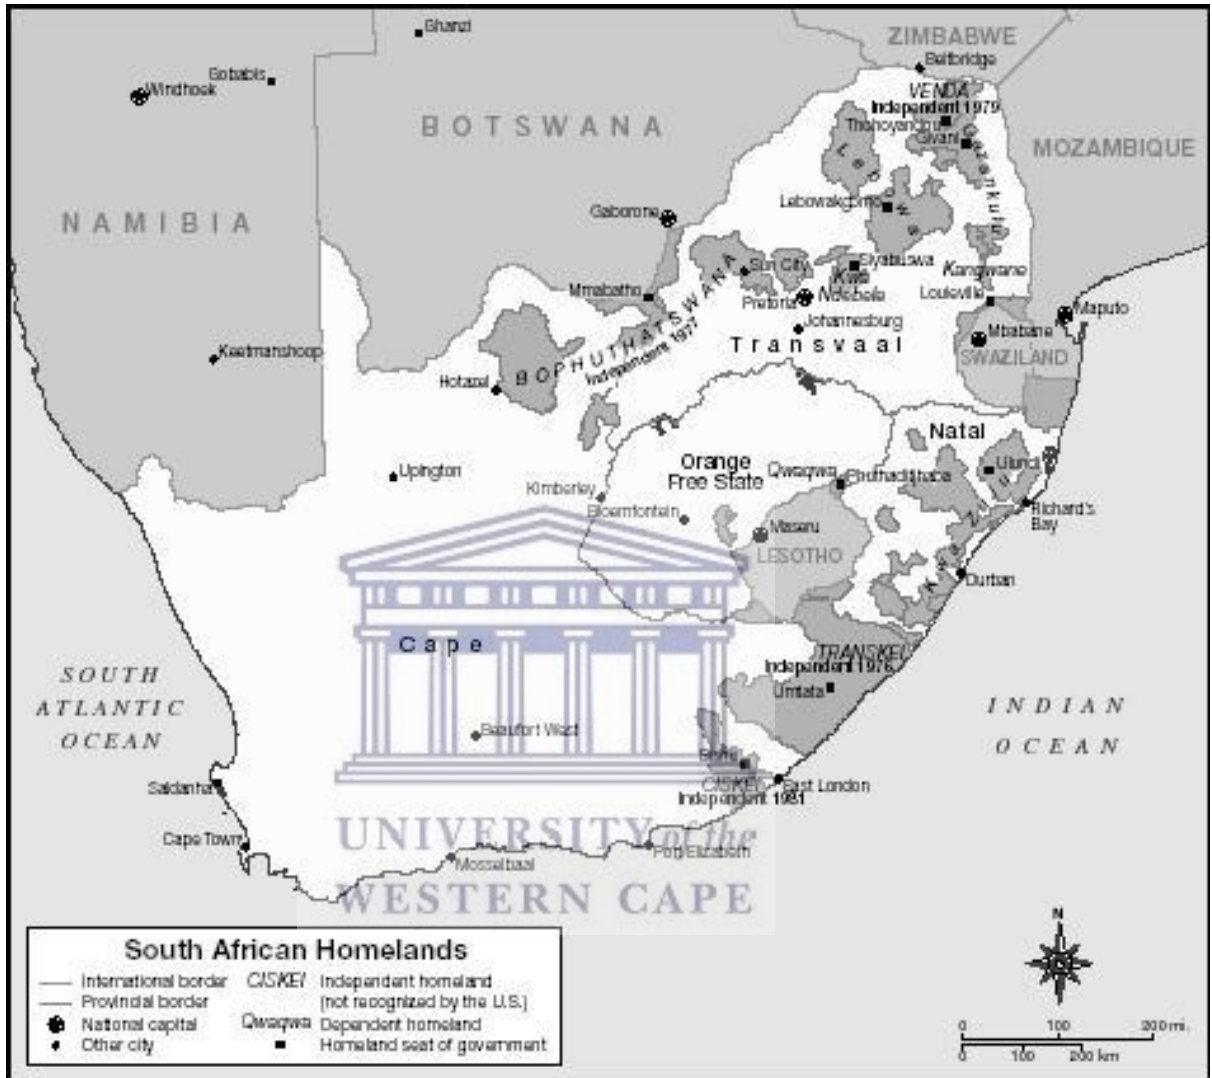 Ghanzi
ZIMBABWE
Beitbridge
Gobabis
Windhoek
VENDA
Independent 1979
BOTSWANA
Thohoyandou
Giyani
Gazankulu
MOZAMBIQUE
Lebowa
NAMIBIA
Lebowakgomo
Gaborone
Sun City
Siyabuswa
Kangwane
Kwa
Ndebele
Mmabatho
Pretoria
Louieville
Maputo
Johannesburg
Mbabane
BOPHUTHATSWANA
Independent 1977
Transvaal
SWAZILAND
Keetmanshoop
Hotazel
Natal
Orange
Free State
Qwaqwa
Phuthaditjhaba
Ulundi
Upington
Kimberley
Bloemfontein
Richard's
Bay
Maseru
LESOTHO
KwaZulu
Durban
Cape
TRANSKEI
Independent 1976
Umtata
SOUTH
ATLANTIC
OCEAN
INDIAN
OCEAN
Beaufort West
Bisho
CISKEI
Independent 1981
East London
Saldanha
UNIVERSITY of the
Cape Town
Port Elizabeth
Mosselbaai
WESTERN CAPE
N
South African Homelands
International border
Provincial border
National capital
Other city
CISKEI Independent homeland
(not recognized by the U.S.)
Qwaqwa Dependent homeland
Homeland seat of government
0 100 200 mi.
0 100 200 km